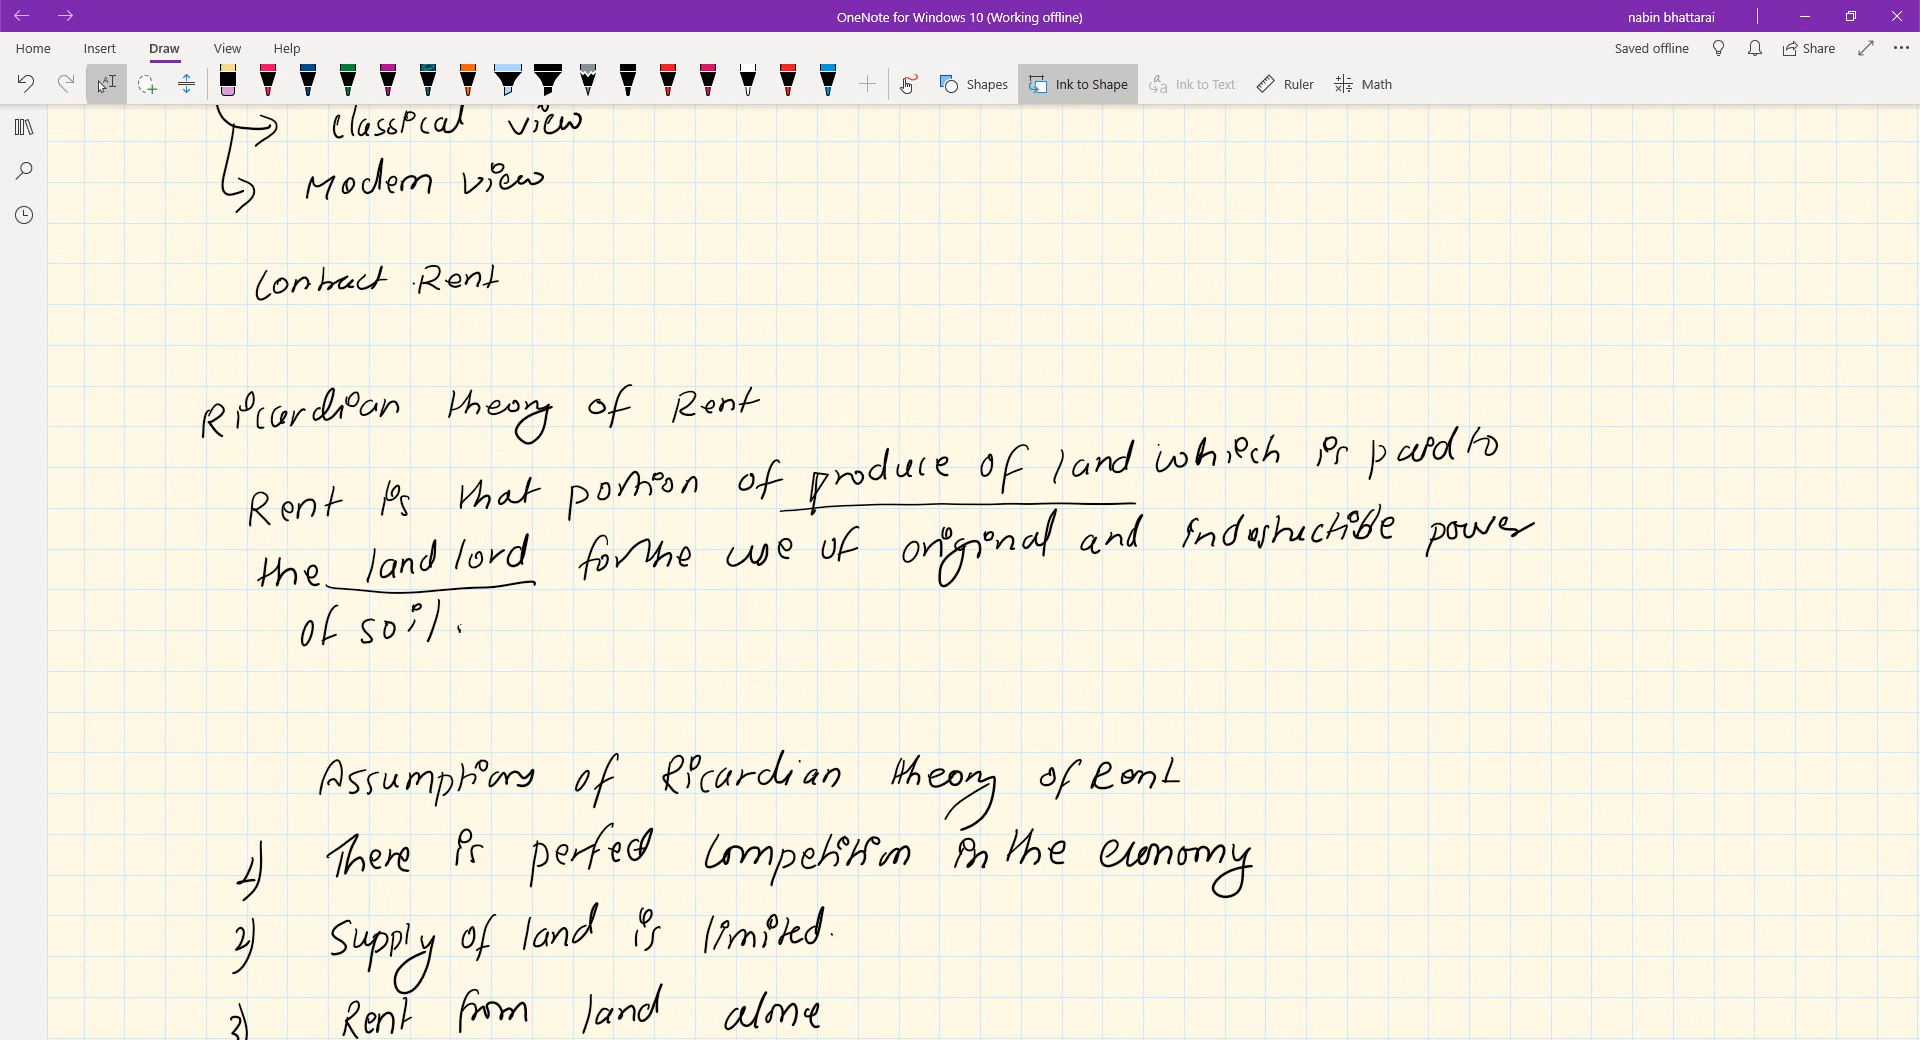 OneNote for Windows 10 (Working offline)
nabin bhattarai
Home Insert Draw View Help
Saved offline
Share
Shapes
Ink to Shape
Ink to Text
Ruler
Math
classical view
Modern view
Contract Rent
Ricardian theory of Rent
Rent is that portion of produce of land which is paid to
the land lord for the use of original and indestructible power
of soil.
Assumptions of Ricardian theory of Rent
1) There is perfect competition in the economy
2) Supply of land is limited.
3) Rent from land alone